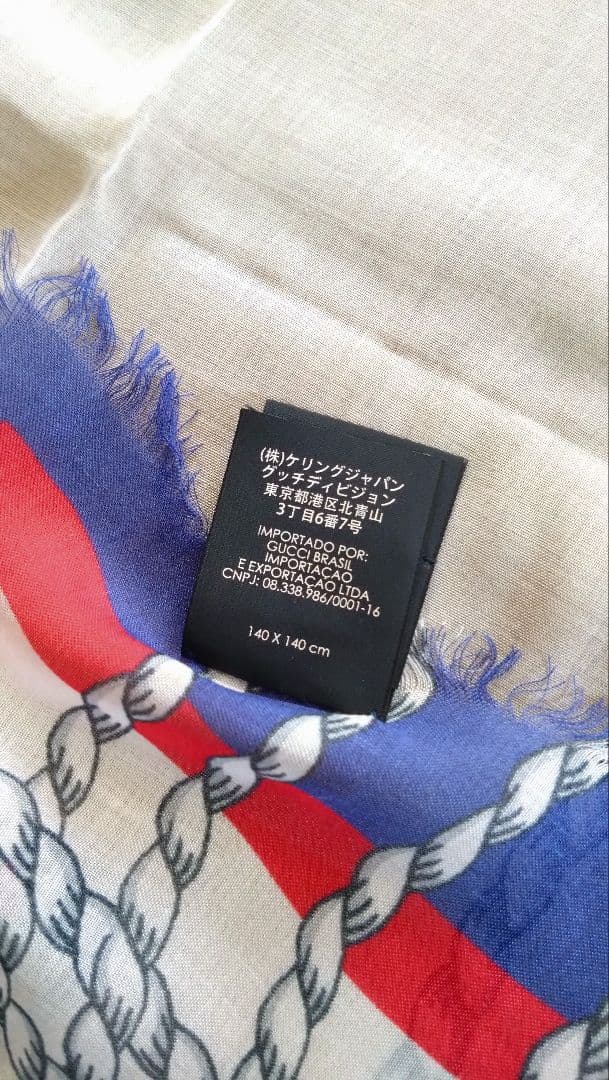 (株)ケリングジャパン
グッチディビジョン
東京都港区北青山
3丁目6番7号
IMPORTADO POR:
GUCCI BRASIL
IMPORTAÇAO
E EXPORTAÇAO LTDA
CNPJ: 08.338.986/0001-16
140 X 140 cm